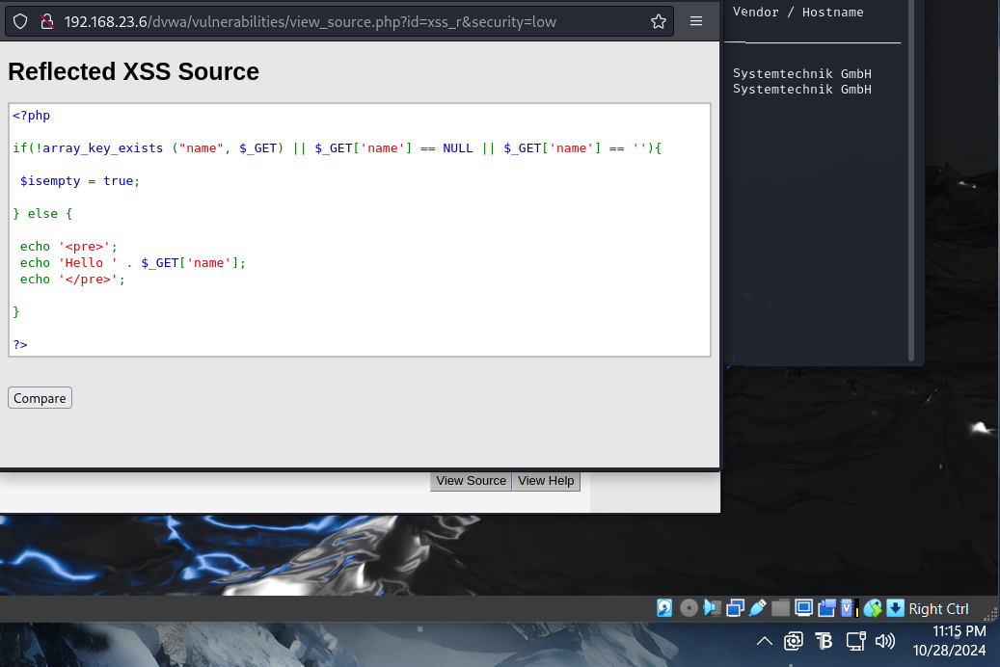 192.168.23.6/dvwa/vulnerabilities/view_source.php?id=xss_r&security=low
Vendor / Hostname
Systemtechnik GmbH
Systemtechnik GmbH
Reflected XSS Source
<?php
if(!array_key_exists ("name", $_GET) || $_GET['name'] == NULL || $_GET['name'] == ''){
$isempty = true;
} else {
echo '<pre>';
echo 'Hello ' . $_GET['name'];
echo '</pre>';
}
?>
Compare
View Source View Help
Right Ctrl
11:15 PM
10/28/2024